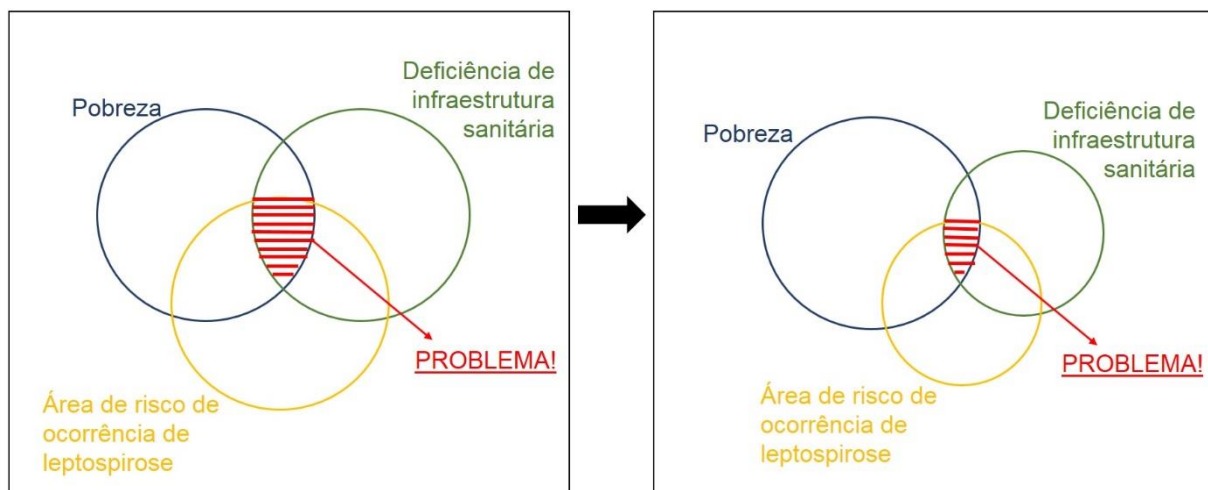 Pobreza
Deficiência de
infraestrutura
sanitária
PROBLEMA!
Área de risco de
ocorrência de
leptospirose
Pobreza
Deficiência de
infraestrutura
sanitária
PROBLEMA!
Área de risco de
ocorrência de
leptospirose